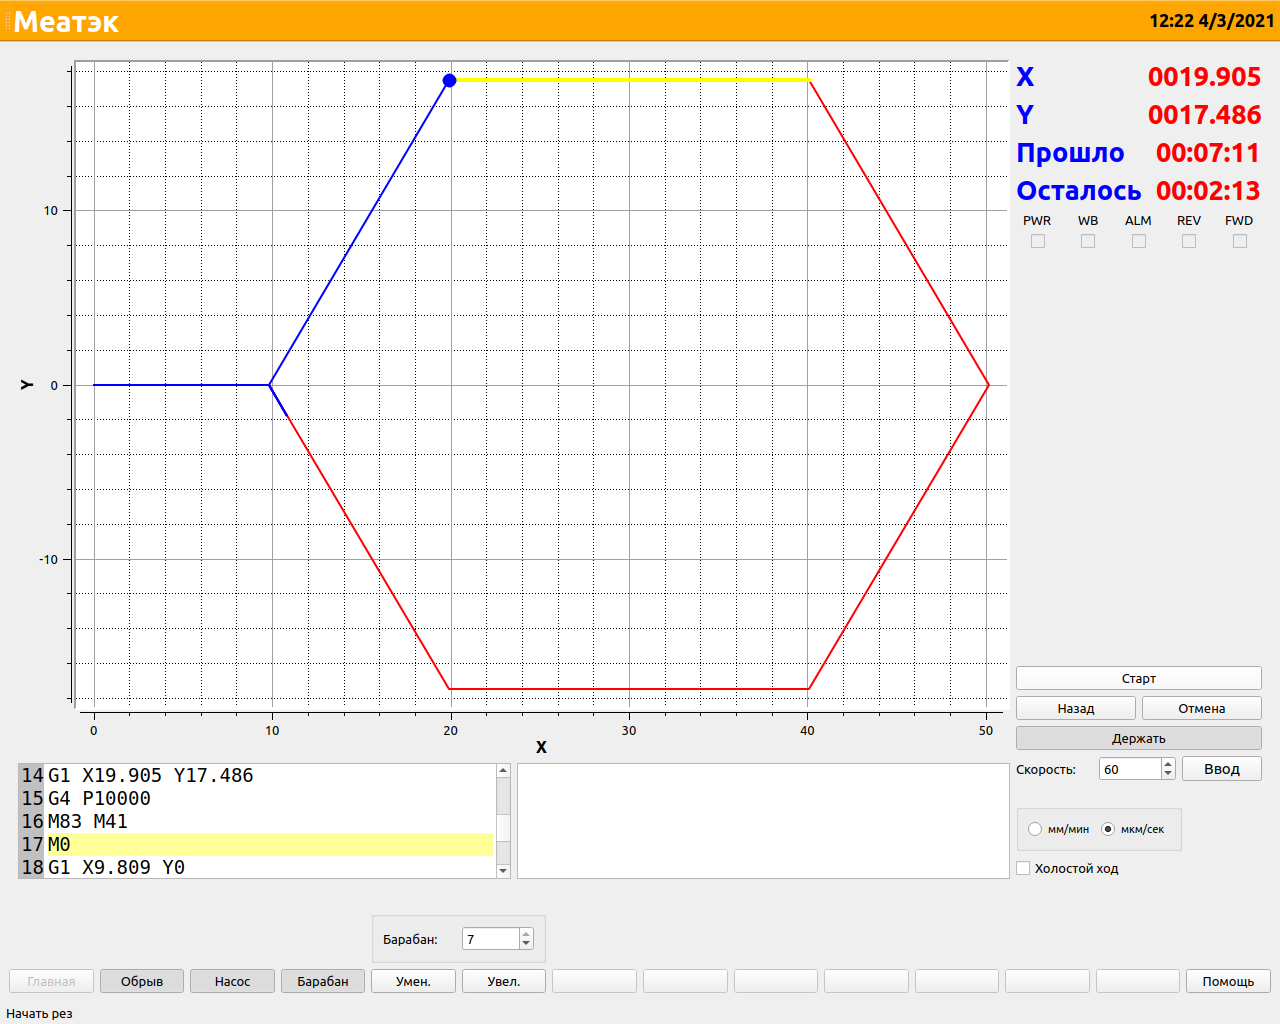 Меатэк
12:22 4/3/2021
X 0019.905
Y 0017.486
Прошло 00:07:11
Осталось 00:02:13
PWR WB ALM REV FWD
10
0
-10
Y
0 10 20 30 40 50
X
Старт
Назад Отмена
Держать
Скорость: 60 Ввод
мм/мин мкм/сек
Холостой ход
14 G1 X19.905 Y17.486
15 G4 P10000
16 M83 M41
17 M0
18 G1 X9.809 Y0
Барабан: 7
Главная Обрыв Насос Барабан Умен. Увел. Помощь
Начать рез